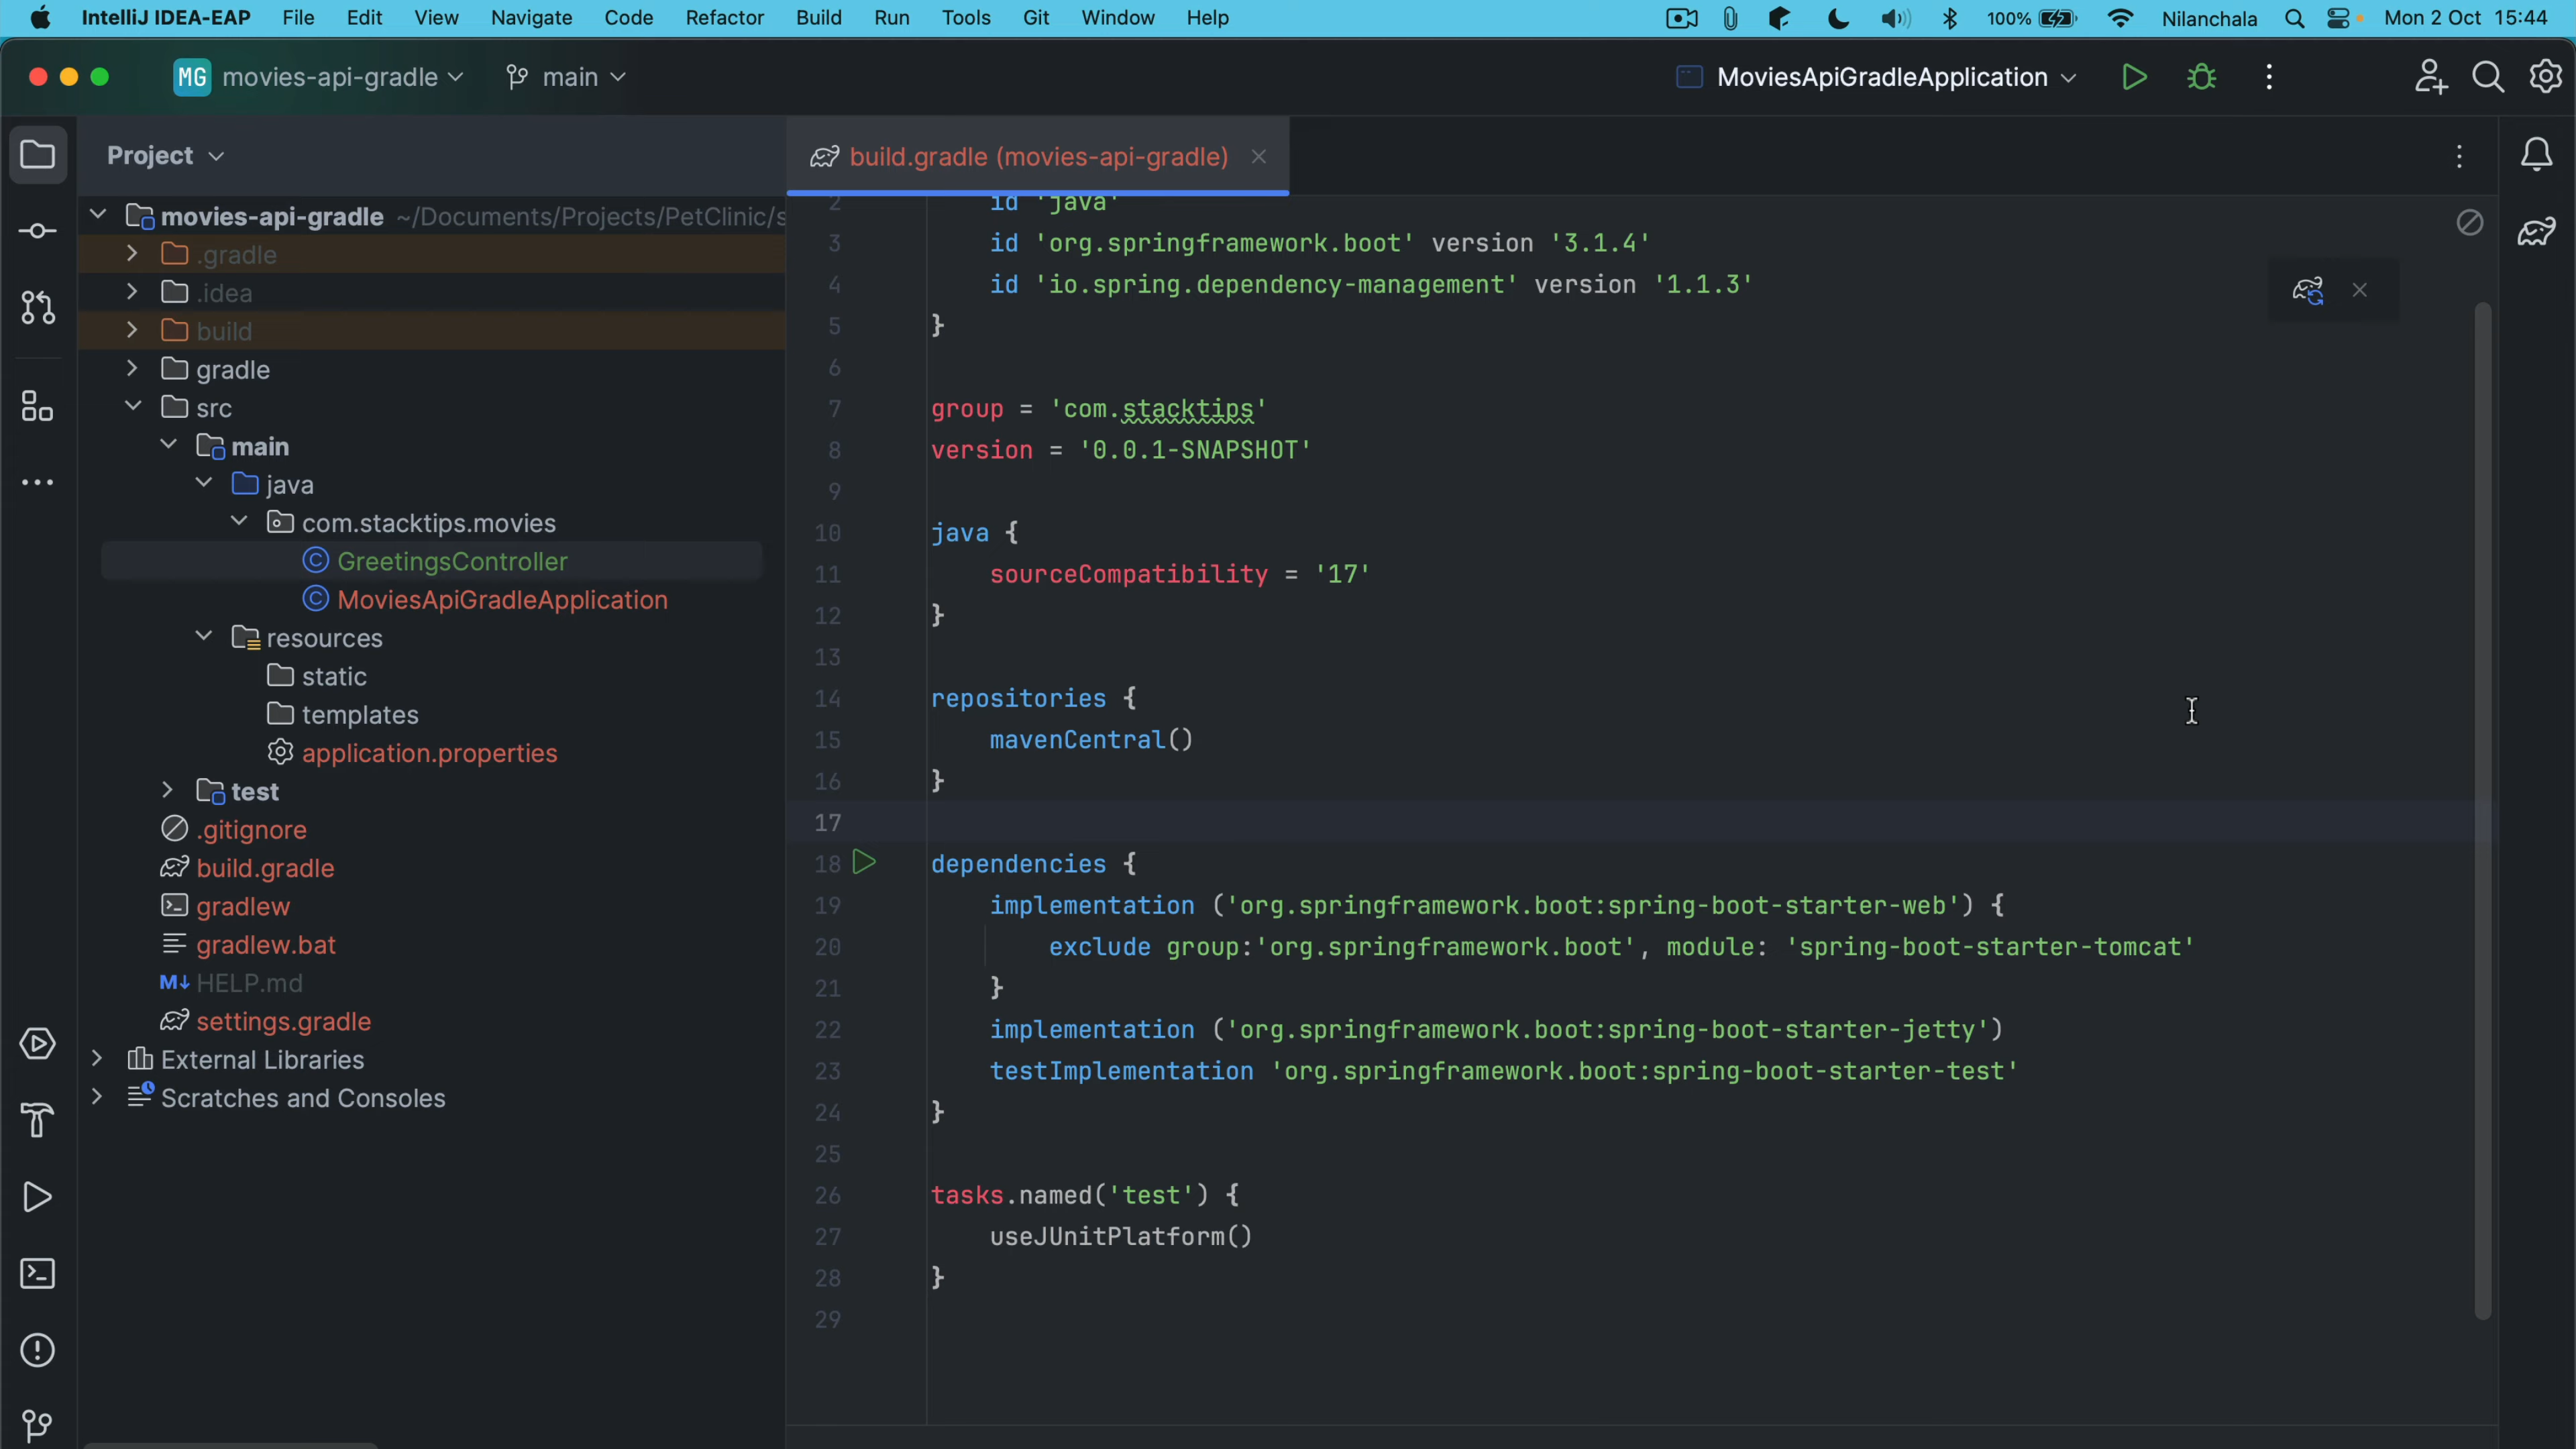 IntelliJ IDEA-EAP File Edit View Navigate Code Refactor Build Run Tools Git Window Help 100% Nilanchala Mon 2 Oct 15:44
MG movies-api-gradle main MoviesApiGradleApplication
Project
build.gradle (movies-api-gradle)
movies-api-gradle ~/Documents/Projects/PetClinic/s
.gradle
.idea
build
gradle
src
main
java
com.stacktips.movies
C GreetingsController
C MoviesApiGradleApplication
resources
static
templates
application.properties
test
.gitignore
build.gradle
gradlew
gradlew.bat
M↓ HELP.md
settings.gradle
External Libraries
Scratches and Consoles
2 id 'java'
3 id 'org.springframework.boot' version '3.1.4'
4 id 'io.spring.dependency-management' version '1.1.3'
5 }
6
7 group = 'com.stacktips'
8 version = '0.0.1-SNAPSHOT'
9
10 java {
11 sourceCompatibility = '17'
12 }
13
14 repositories {
15 mavenCentral()
16 }
17
18 dependencies {
19 implementation ('org.springframework.boot:spring-boot-starter-web') {
20 exclude group:'org.springframework.boot', module: 'spring-boot-starter-tomcat'
21 }
22 implementation ('org.springframework.boot:spring-boot-starter-jetty')
23 testImplementation 'org.springframework.boot:spring-boot-starter-test'
24 }
25
26 tasks.named('test') {
27 useJUnitPlatform()
28 }
29